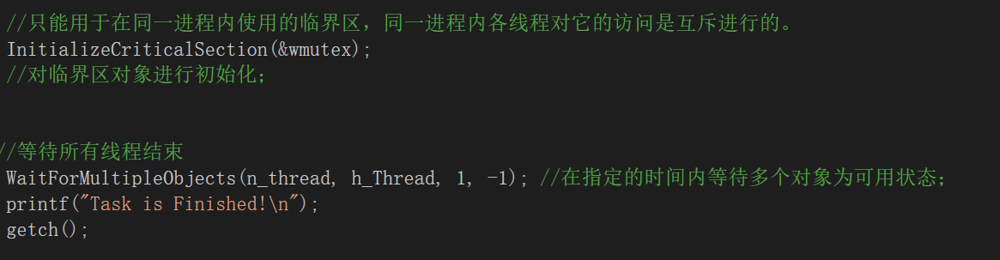 //只能用于在同一进程内使用的临界区，同一进程内各线程对它的访问是互斥进行的。
InitializeCriticalSection(&wmutex);
//对临界区对象进行初始化；
//等待所有线程结束
WaitForMultipleObjects(n_thread, h_Thread, 1, -1); //在指定的时间内等待多个对象为可用状态；
printf("Task is Finished!\n");
getch();